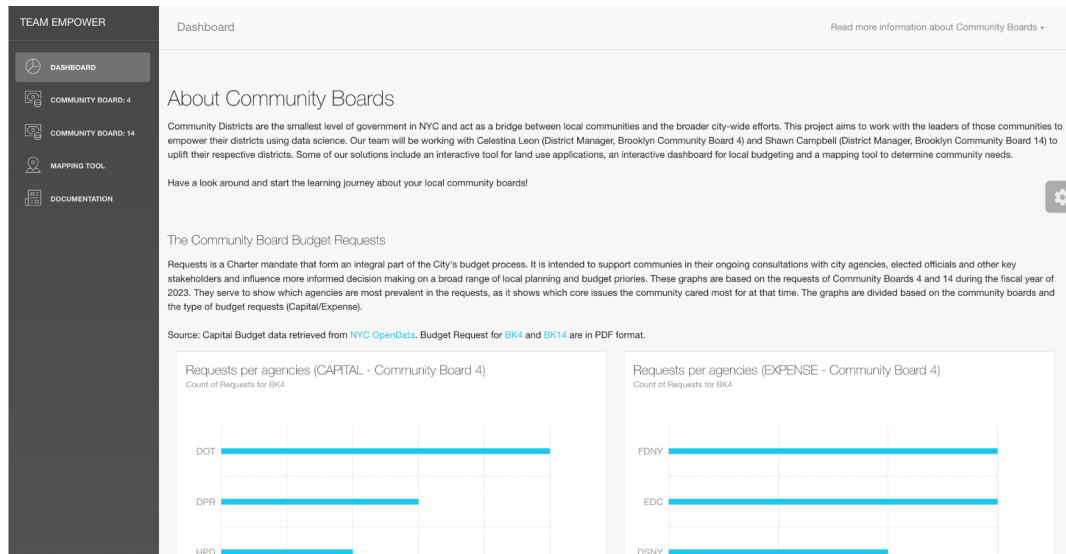 TEAM EMPOWER
Dashboard
Read more information about Community Boards
DASHBOARD
COMMUNITY BOARD: 4
COMMUNITY BOARD: 14
MAPPING TOOL
DOCUMENTATION
About Community Boards
Community Districts are the smallest level of government in NYC and act as a bridge between local communities and the broader city-wide efforts. This project aims to work with the leaders of those communities to
empower their districts using data science. Our team will be working with Celestina Leon (District Manager, Brooklyn Community Board 4) and Shawn Campbell (District Manager, Brooklyn Community Board 14) to
uplift their respective districts. Some of our solutions include an interactive tool for land use applications, an interactive dashboard for local budgeting and a mapping tool to determine community needs.
Have a look around and start the learning journey about your local community boards!
The Community Board Budget Requests
Requests is a Charter mandate that form an integral part of the City's budget process. It is intended to support communies in their ongoing consultations with city agencies, elected officials and other key
stakeholders and influence more informed decision making on a broad range of local planning and budget priories. These graphs are based on the requests of Community Boards 4 and 14 during the fiscal year of
2023. They serve to show which agencies are most prevalent in the requests, as it shows which core issues the community cared most for at that time. The graphs are divided based on the community boards and
the type of budget requests (Capital/Expense).
Source: Capital Budget data retrieved from NYC OpenData. Budget Request for BK4 and BK14 are in PDF format.
Requests per agencies (CAPITAL - Community Board 4)
Count of Requests for BK4
DOT
DPR
HPD
Requests per agencies (EXPENSE - Community Board 4)
Count of Requests for BK4
FDNY
EDC
DSNY